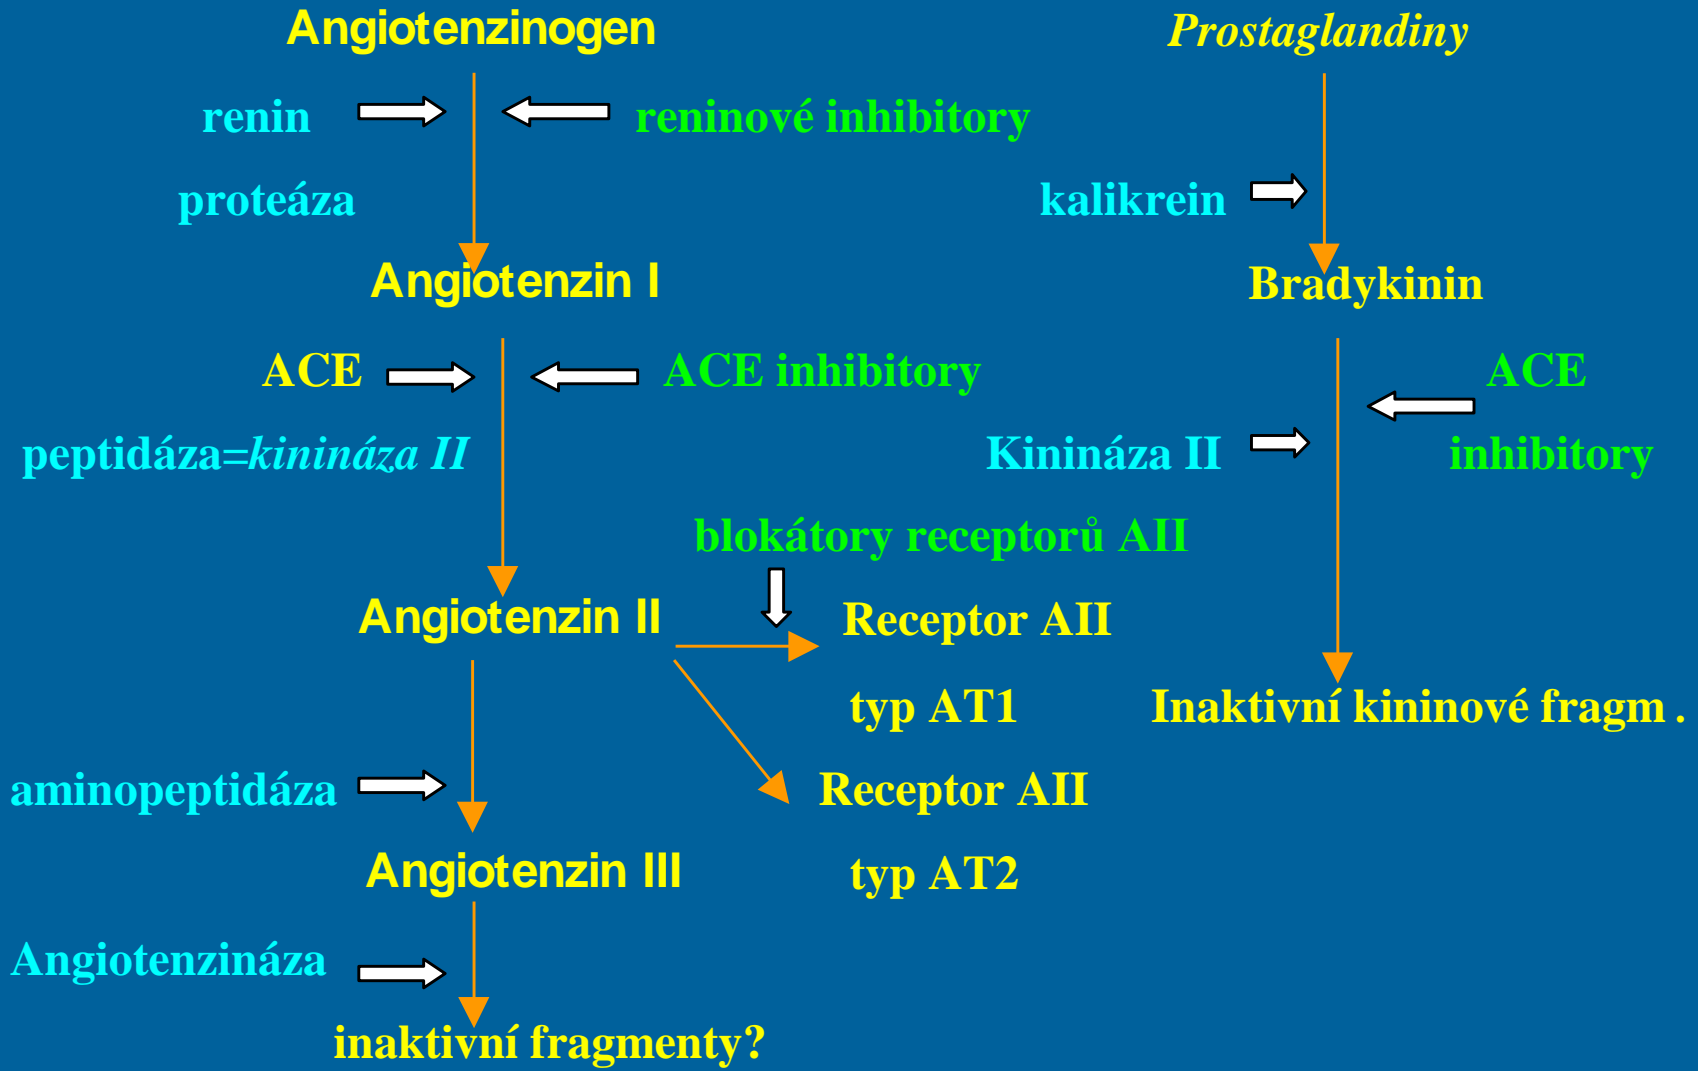 Angiotenzinogen
Prostaglandiny
renin
reninové inhibitory
proteáza
kalikrein
Angiotenzin I
Bradykinin
ACE
ACE inhibitory
ACE
peptidáza=kinináza II
Kinináza II
inhibitory
blokátory receptorů AII
Angiotenzin II
Receptor AII
typ AT1
Inaktivní kininové fragm .
aminopeptidáza
Receptor AII
Angiotenzin III
typ AT2
Angiotenzináza
inaktivní fragmenty?